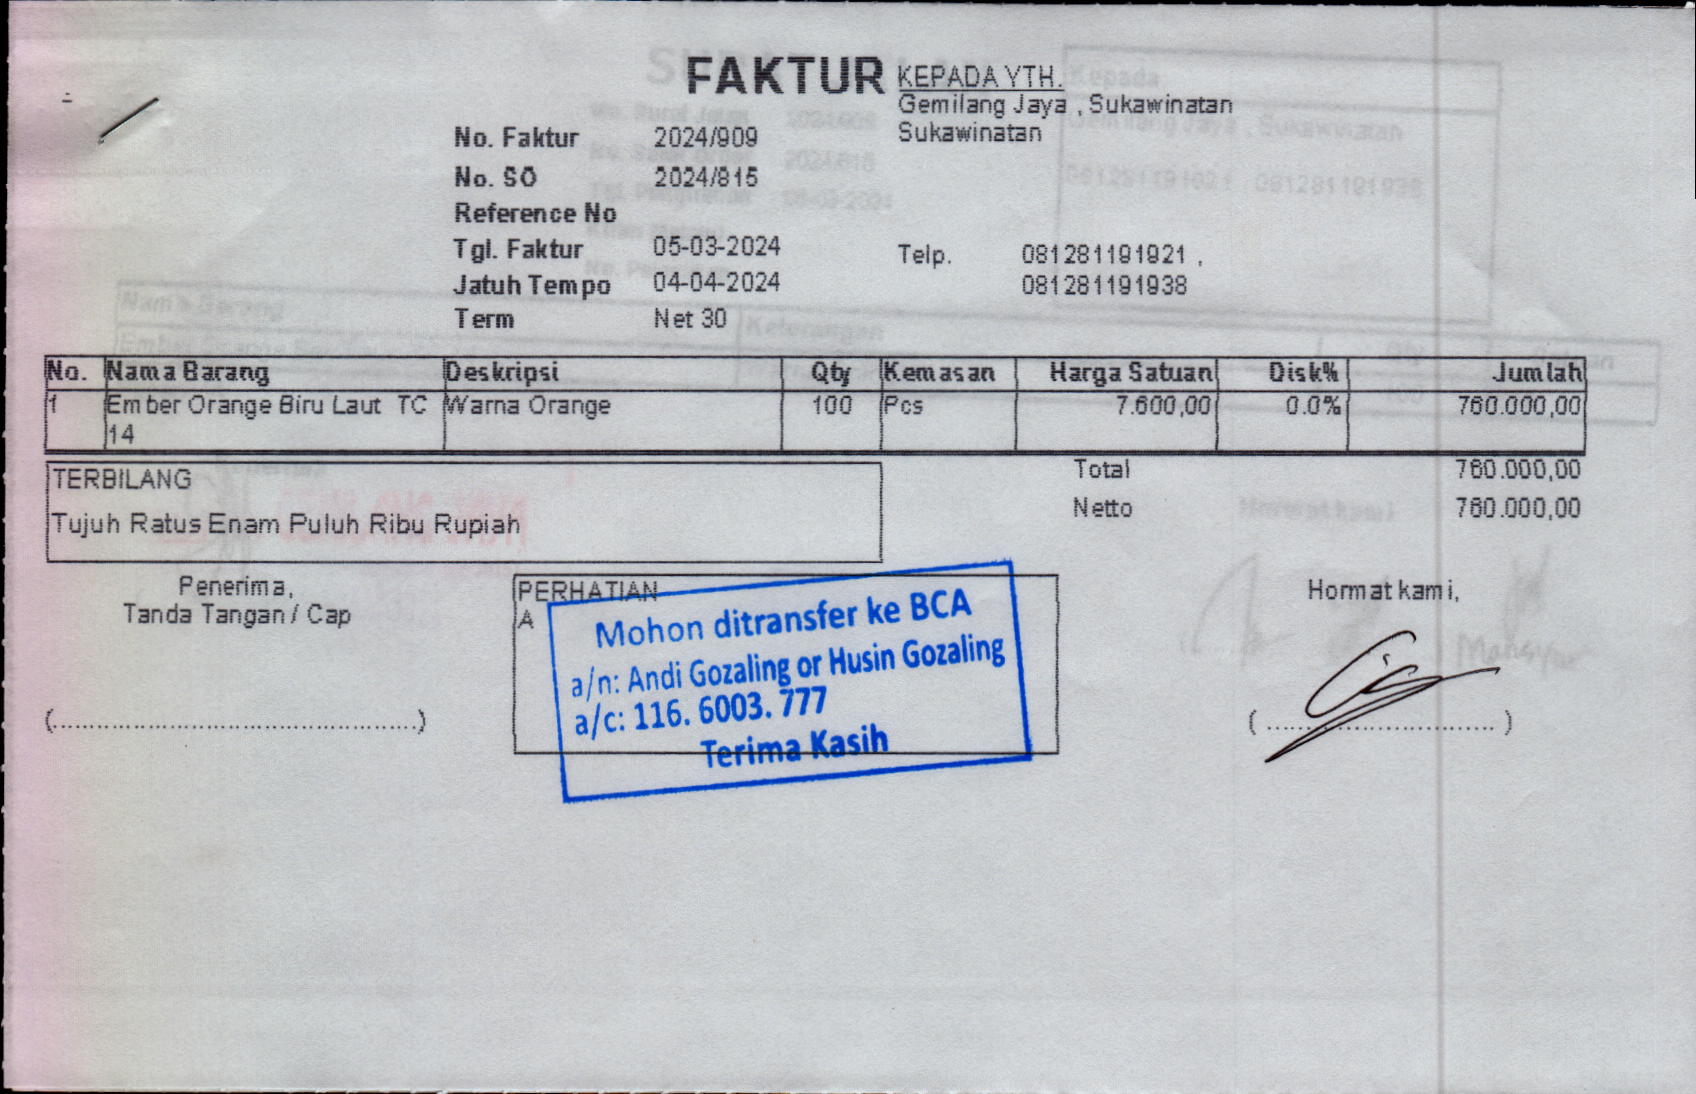 FAKTUR
KEPADA YTH.
Gemilang Jaya , Sukawinatan
Sukawinatan
No. Faktur 2024/909
No. SO 2024/815
Reference No
Tgl. Faktur 05-03-2024
Jatuh Tempo 04-04-2024
Term Net 30
Telp. 081281191921 ,
081281191938
No. Nama Barang Deskripsi Qty Kemasan Harga Satuan Disk% Jumlah
1 Ember Orange Biru Laut TC Warna Orange 100 Pcs 7.600,00 0.0% 760.000,00
14
Total 760.000,00
Netto 760.000,00
TERBILANG
Tujuh Ratus Enam Puluh Ribu Rupiah
Penerima,
Tanda Tangan / Cap
(........................................)
PERHATIAN
A
Mohon ditransfer ke BCA
a/n: Andi Gozaling or Husin Gozaling
a/c: 116. 6003. 777
Terima Kasih
Hormat kami,
( ............................ )